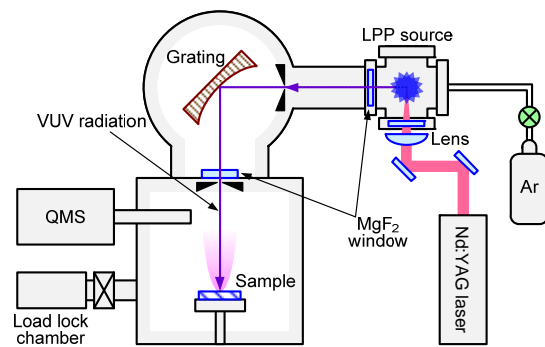 LPP source
Grating
VUV radiation
Lens
Ar
QMS
MgF₂
window
Nd:YAG laser
Sample
Load lock
chamber